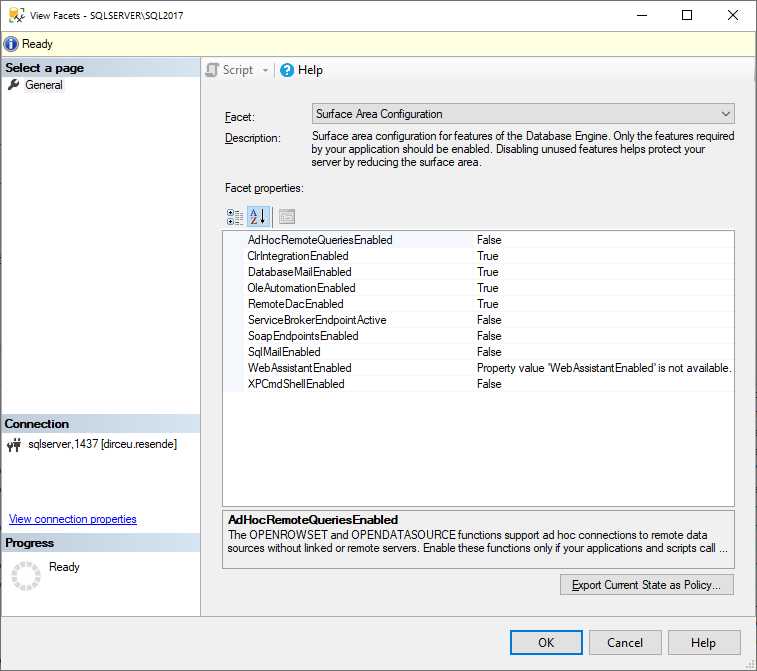 View Facets - SQLSERVER\SQL2017
Ready
Select a page
General
Script
Help
Facet:
Surface Area Configuration
Description:
Surface area configuration for features of the Database Engine. Only the features required
by your application should be enabled. Disabling unused features helps protect your
server by reducing the surface area.
Facet properties:
AdHocRemoteQueriesEnabled False
ClrIntegrationEnabled True
DatabaseMailEnabled True
OleAutomationEnabled True
RemoteDacEnabled True
ServiceBrokerEndpointActive False
SoapEndpointsEnabled False
SqlMailEnabled False
WebAssistantEnabled Property value 'WebAssistantEnabled' is not available.
XPCmdShellEnabled False
Connection
sqlserver,1437 [dirceu.resende]
View connection properties
Progress
Ready
AdHocRemoteQueriesEnabled
The OPENROWSET and OPENDATASOURCE functions support ad hoc connections to remote data
sources without linked or remote servers. Enable these functions only if your applications and scripts call ...
Export Current State as Policy...
OK
Cancel
Help